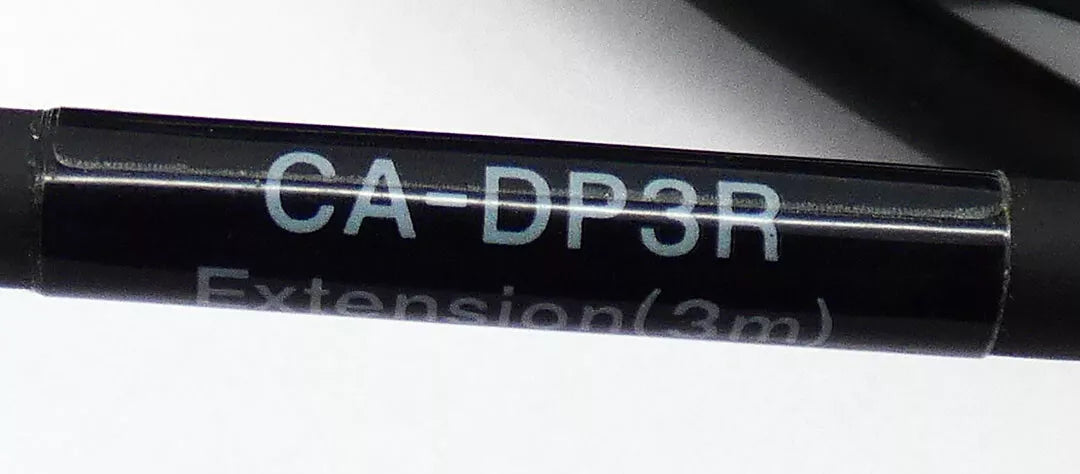 CA-DP3R
Extension(3m)